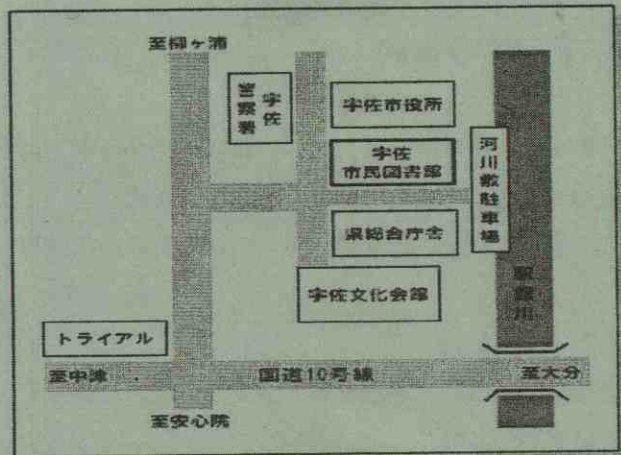 至柳ヶ浦
宇佐
警察署
宇佐市役所
宇佐
市民図書館
河川敷駐車場
県総合庁舎
宇佐文化会館
駅館川
トライアル
至中津
国道10号線
至大分
至安心院